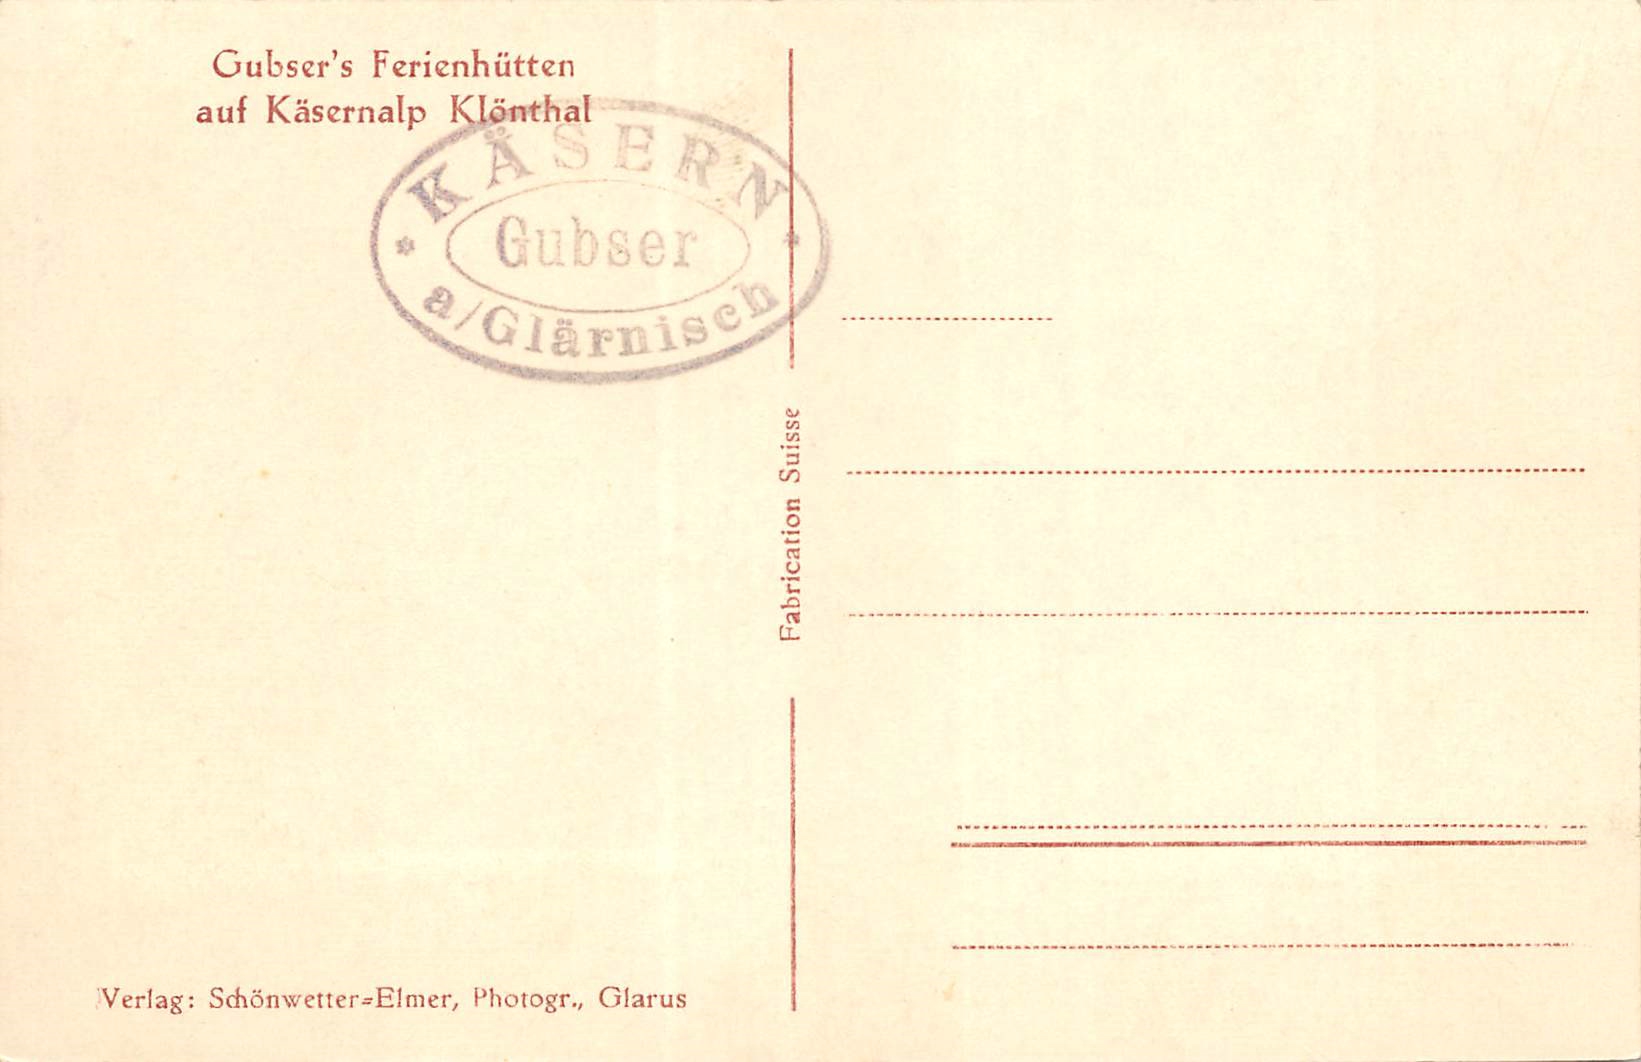 Gubser's Ferienhütten
auf Käsernalp Klönthal
KÄSERN
Gubser
a/Glärnisch
Fabrication Suisse
Verlag: Schönwetter=Elmer, Photogr., Glarus